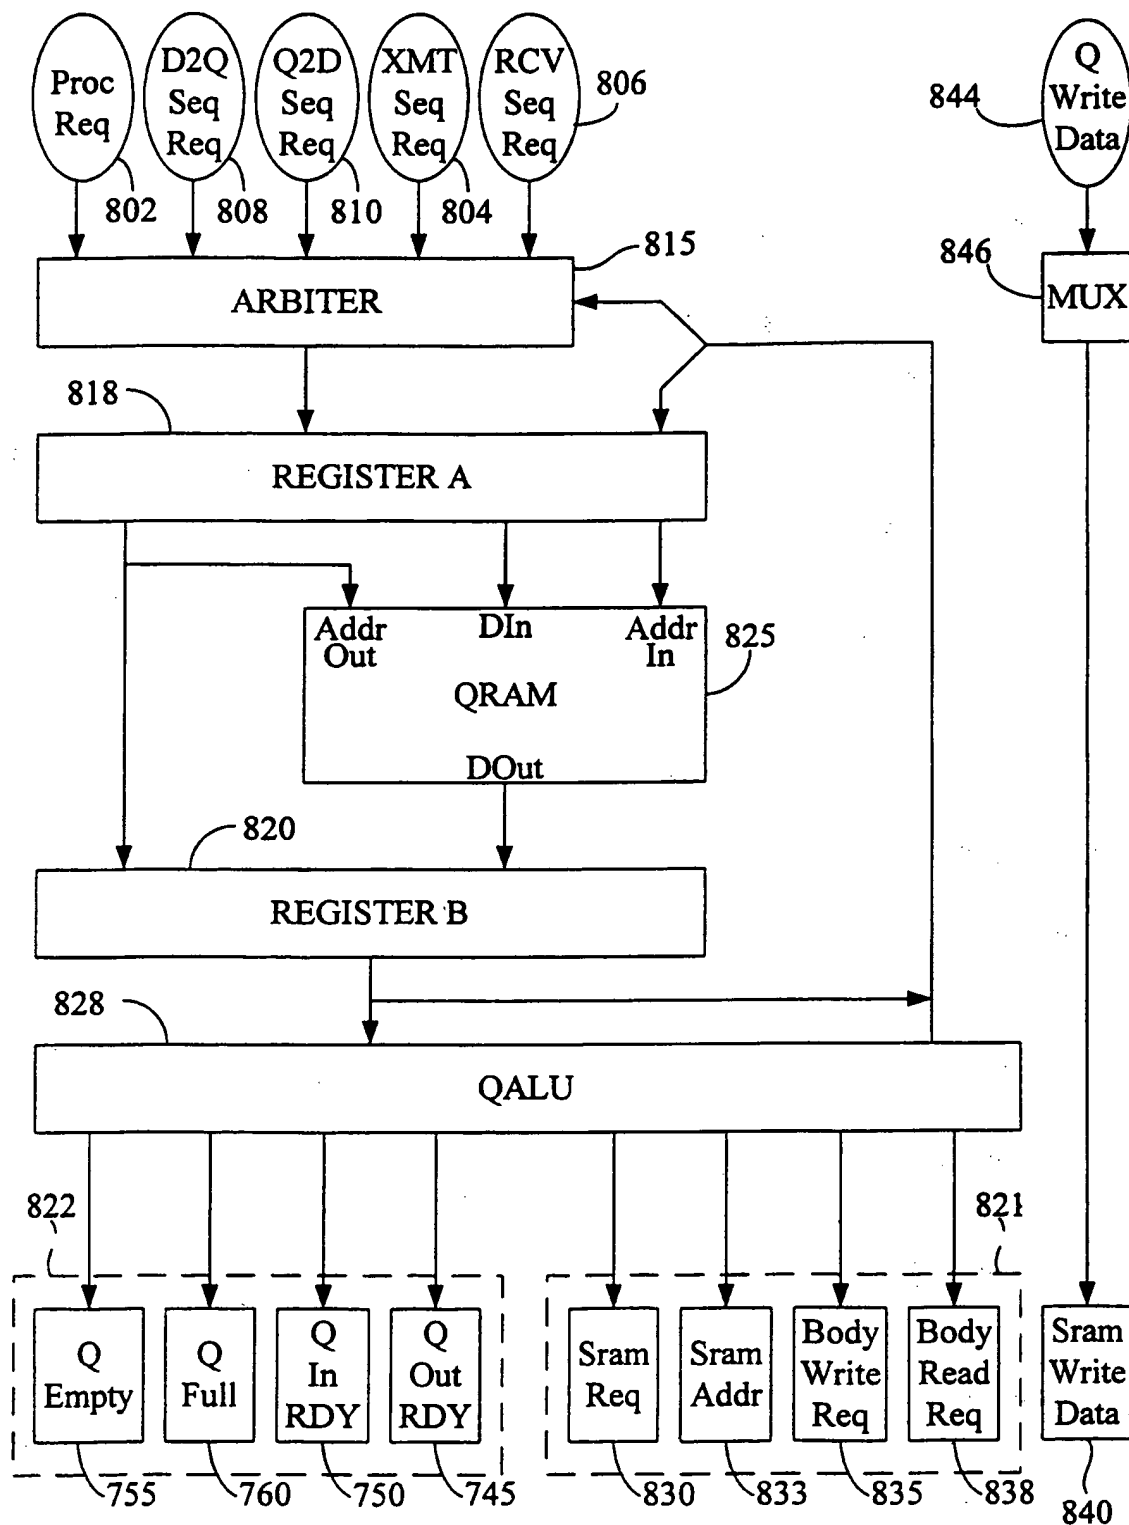 Proc
Req
D2Q
Seq
Req
Q2D
Seq
Req
XMT
Seq
Req
RCV
Seq
Req
806
844
Q
Write
Data
802
808
810
804
815
846
ARBITER
MUX
818
REGISTER A
Addr
Out
DIn
Addr
In
825
QRAM
DOut
820
REGISTER B
828
QALU
822
821
Q
Empty
Q
Full
Q
In
RDY
Q
Out
RDY
Sram
Req
Sram
Addr
Body
Write
Req
Body
Read
Req
Sram
Write
Data
755
760
750
745
830
833
835
838
840